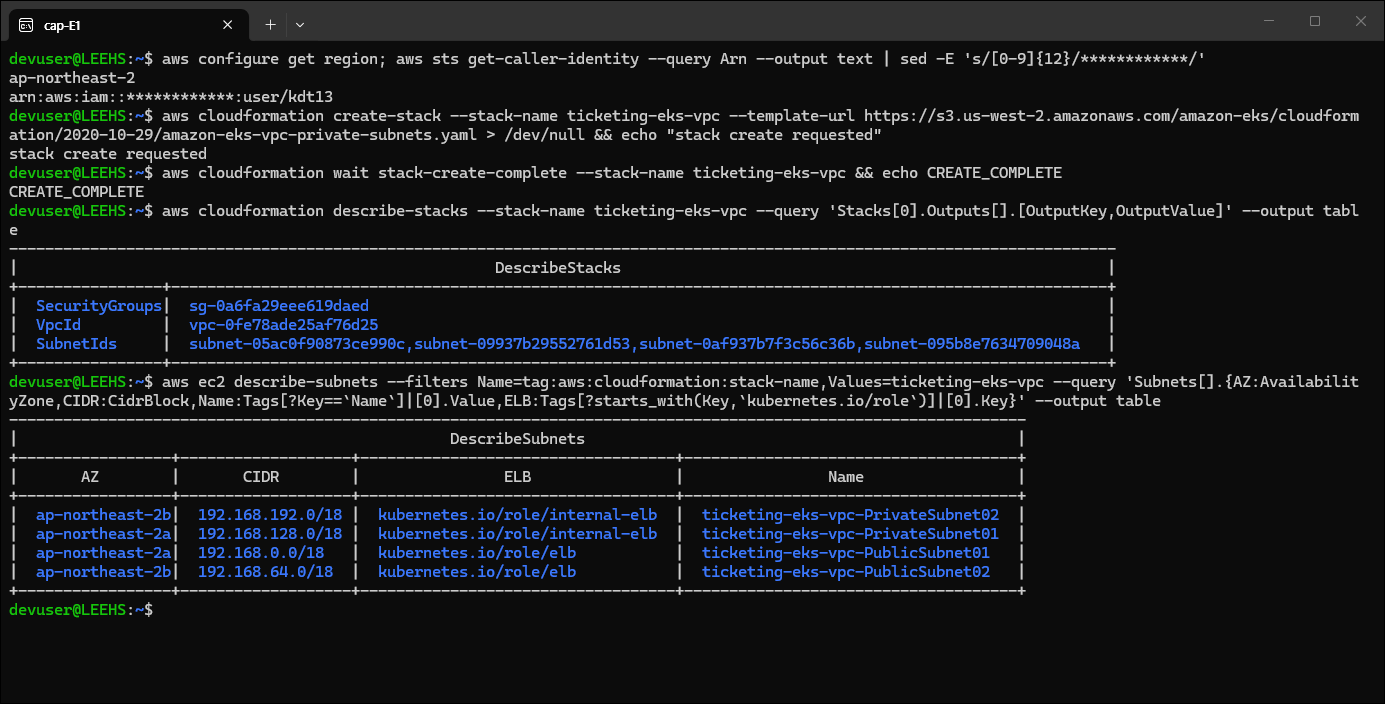 cap-E1
devuser@LEEHS:~$ aws configure get region; aws sts get-caller-identity --query Arn --output text | sed -E 's/[0-9]{12}/************/'
ap-northeast-2
arn:aws:iam::************:user/kdt13
devuser@LEEHS:~$ aws cloudformation create-stack --stack-name ticketing-eks-vpc --template-url https://s3.us-west-2.amazonaws.com/amazon-eks/cloudform
ation/2020-10-29/amazon-eks-vpc-private-subnets.yaml > /dev/null && echo "stack create requested"
stack create requested
devuser@LEEHS:~$ aws cloudformation wait stack-create-complete --stack-name ticketing-eks-vpc && echo CREATE_COMPLETE
CREATE_COMPLETE
devuser@LEEHS:~$ aws cloudformation describe-stacks --stack-name ticketing-eks-vpc --query 'Stacks[0].Outputs[].[OutputKey,OutputValue]' --output tabl
e
DescribeStacks
SecurityGroups| sg-0a6fa29eee619daed
VpcId | vpc-0fe78ade25af76d25
SubnetIds | subnet-05ac0f90873ce990c,subnet-09937b29552761d53,subnet-0af937b7f3c56c36b,subnet-095b8e7634709048a
devuser@LEEHS:~$ aws ec2 describe-subnets --filters Name=tag:aws:cloudformation:stack-name,Values=ticketing-eks-vpc --query 'Subnets[].{AZ:Availabilit
yZone,CIDR:CidrBlock,Name:Tags[?Key==`Name`]|[0].Value,ELB:Tags[?starts_with(Key,`kubernetes.io/role`)]|[0].Key}' --output table
DescribeSubnets
AZ | CIDR | ELB | Name
ap-northeast-2b| 192.168.192.0/18 | kubernetes.io/role/internal-elb | ticketing-eks-vpc-PrivateSubnet02
ap-northeast-2a| 192.168.128.0/18 | kubernetes.io/role/internal-elb | ticketing-eks-vpc-PrivateSubnet01
ap-northeast-2a| 192.168.0.0/18 | kubernetes.io/role/elb | ticketing-eks-vpc-PublicSubnet01
ap-northeast-2b| 192.168.64.0/18 | kubernetes.io/role/elb | ticketing-eks-vpc-PublicSubnet02
devuser@LEEHS:~$